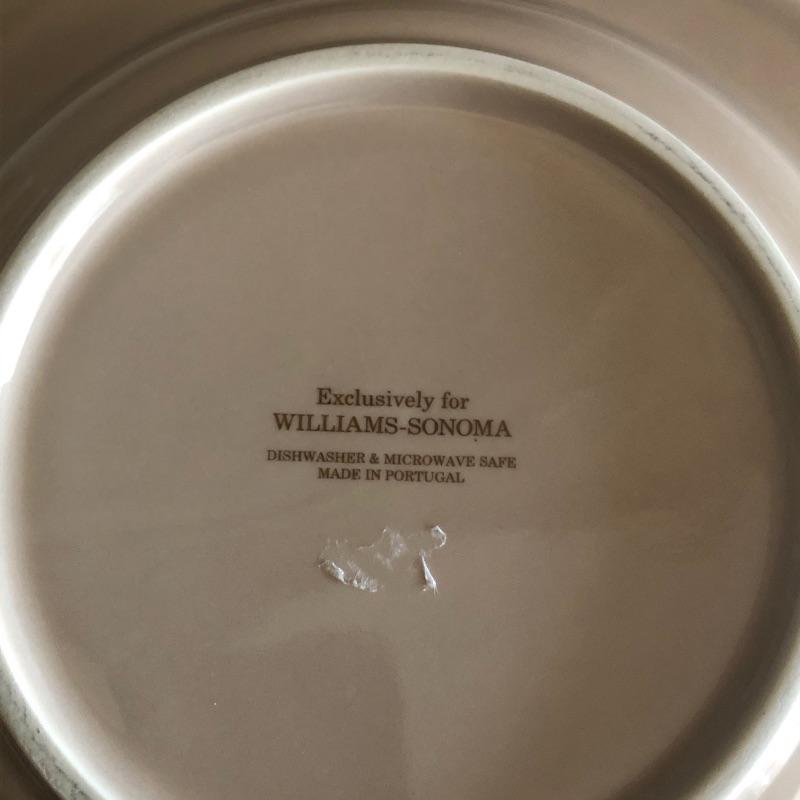 Exclusively for
WILLIAMS-SONOMA
DISHWASHER & MICROWAVE SAFE
MADE IN PORTUGAL